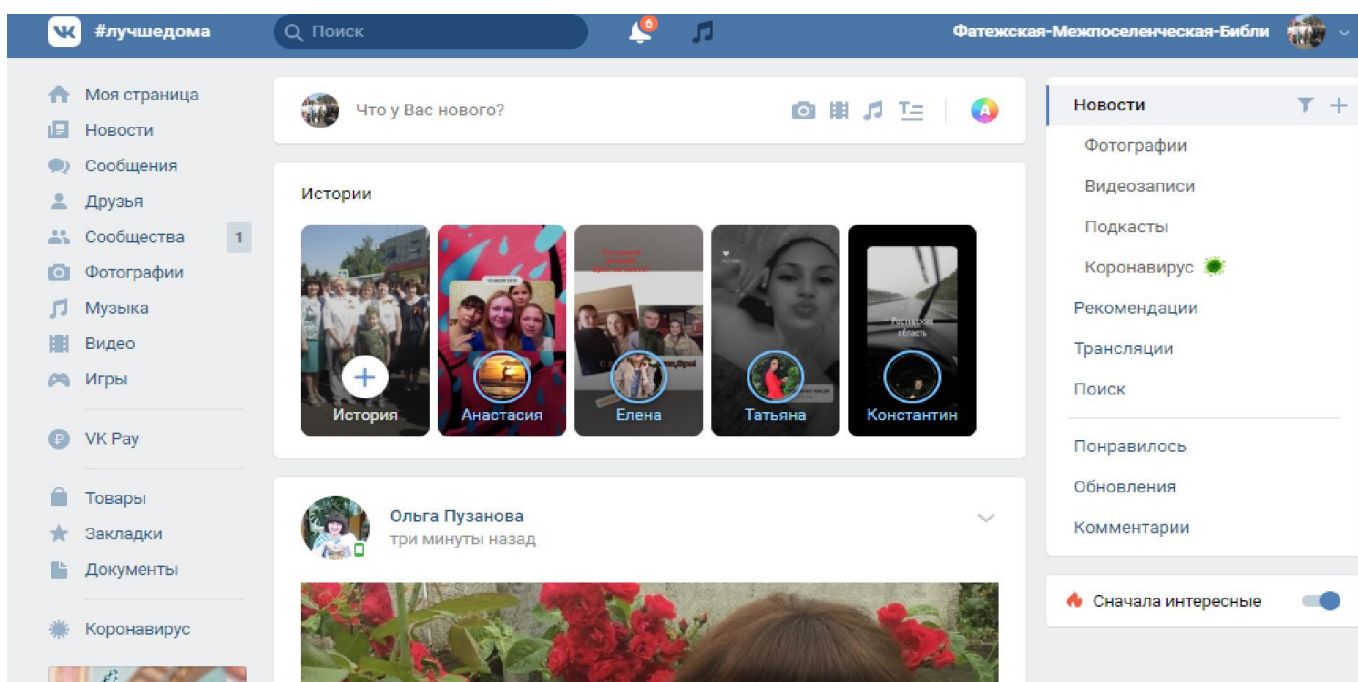 #лучшедома
Поиск
6
Фатежская-Межпоселенческая-Библи
Моя страница
Новости
Сообщения
Друзья
Сообщества 1
Фотографии
Музыка
Видео
Игры
VK Pay
Товары
Закладки
Документы
Коронавирус
Что у Вас нового?
Истории
История
Анастасия
Елена
Татьяна
Ростовская
область
Константин
Ольга Пузанова
три минуты назад
Новости
Фотографии
Видеозаписи
Подкасты
Коронавирус
Рекомендации
Трансляции
Поиск
Понравилось
Обновления
Комментарии
Сначала интересные